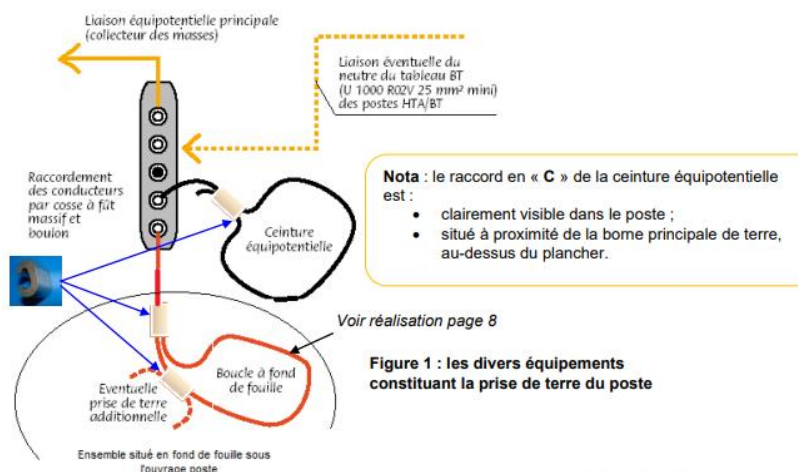 Liaison équipotentielle principale
(collecteur des masses)
Liaison éventuelle du
neutre du tableau BT
(U 1000 R02V 25 mm² mini)
des postes HTA/BT
Raccordement
des conducteurs
par cosse à fût
massif et
boulon
Ceinture
équipotentielle
Nota : le raccord en « C » de la ceinture équipotentielle
est :
• clairement visible dans le poste ;
• situé à proximité de la borne principale de terre,
au-dessus du plancher.
Voir réalisation page 8
Boucle à fond
de fouille
Figure 1 : les divers équipements
constituant la prise de terre du poste
Eventuelle
prise de terre
additionnelle
Ensemble situé en fond de fouille sous
l'ouvrage poste